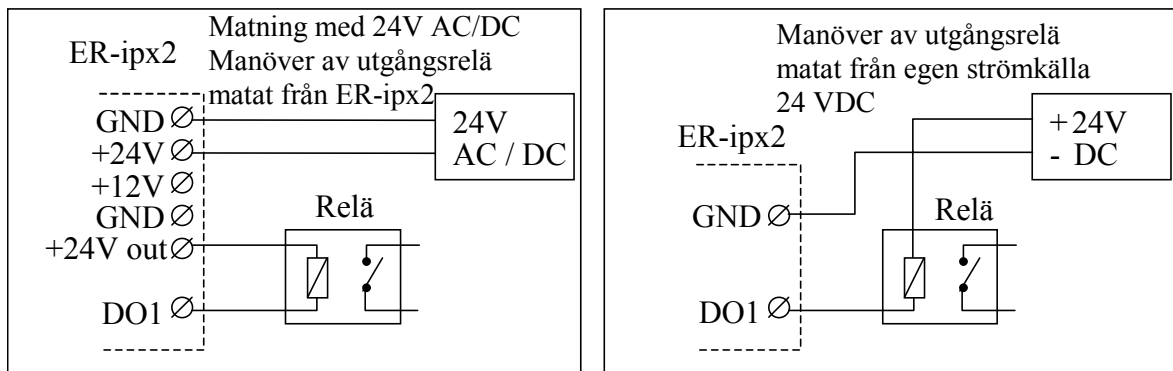 Matning med 24V AC/DC
ER-ipx2
Manöver av utgångsrelä
matat från ER-ipx2
GND
24V
+24V
AC / DC
+12V
GND
Relä
+24V out
DO1
Manöver av utgångsrelä
matat från egen strömkälla
24 VDC
+24V
ER-ipx2
- DC
GND
Relä
DO1